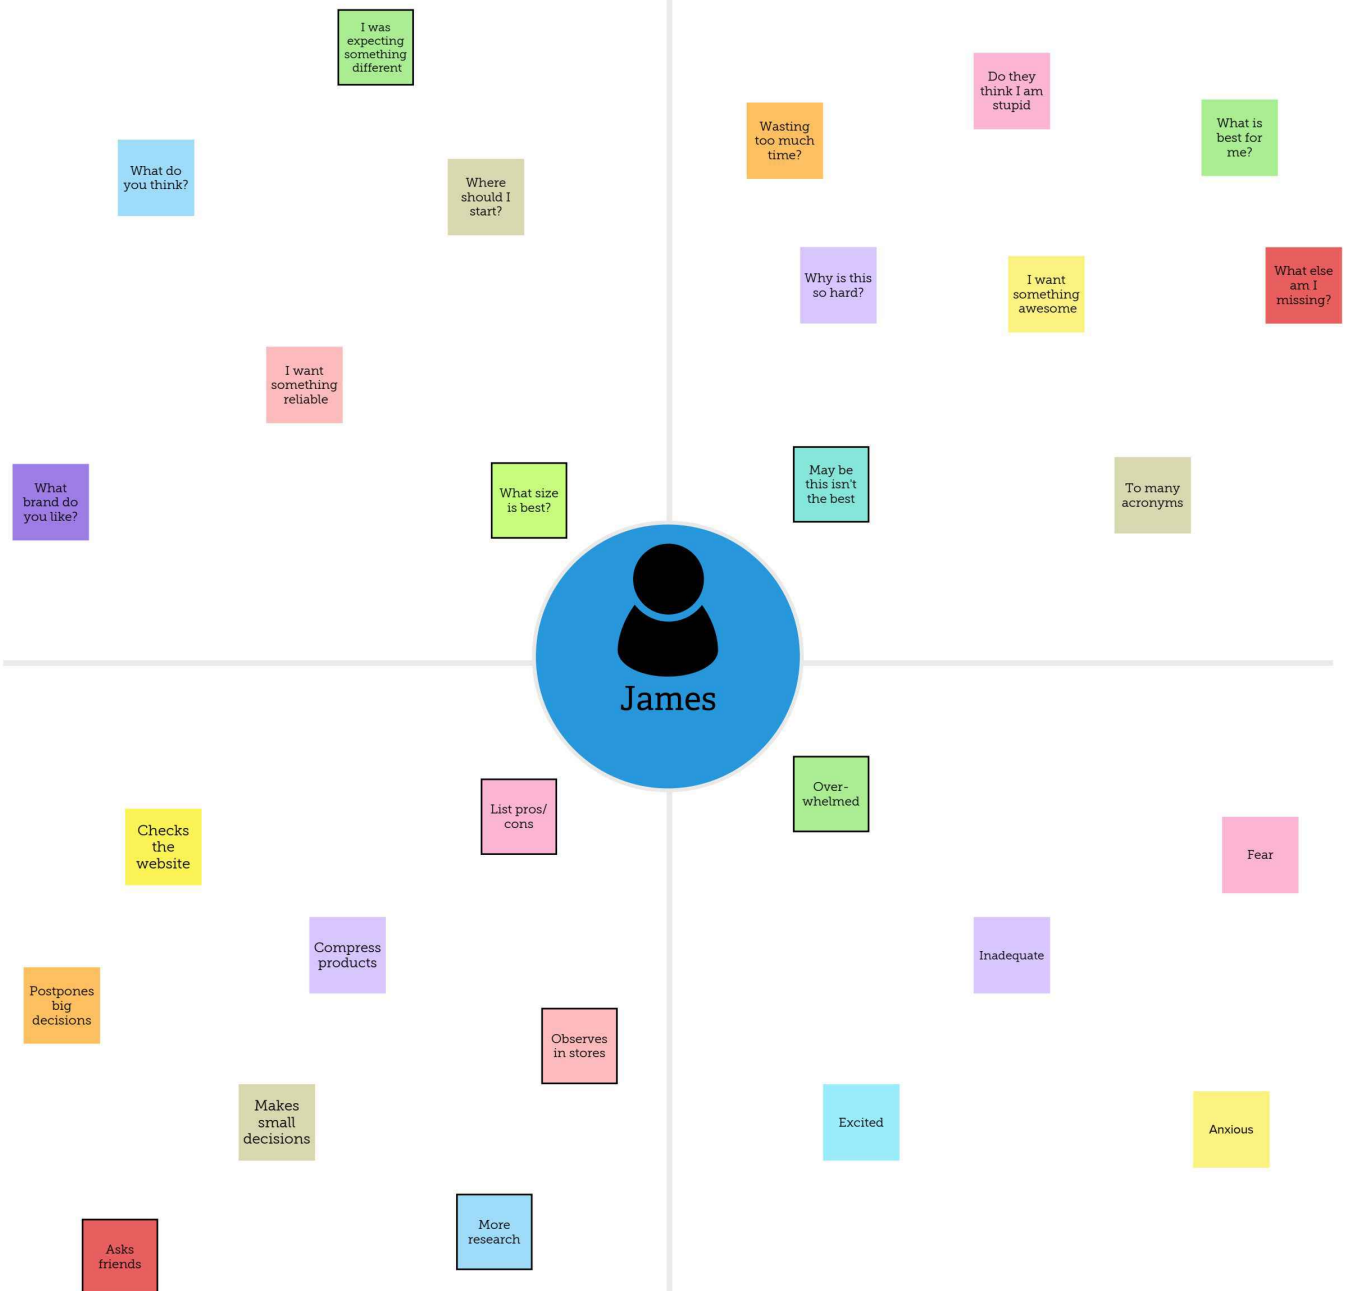 I was
expecting
something
different
What do
you think?
Where
should I
start?
I want
something
reliable
What
brand do
you like?
What size
is best?
Wasting
too much
time?
Do they
think I am
stupid
What is
best for
me?
Why is this
so hard?
I want
something
awesome
What else
am I
missing?
May be
this isn't
the best
To many
acronyms
James
List pros/
cons
Checks
the
website
Compress
products
Postpones
big
decisions
Observes
in stores
Makes
small
decisions
More
research
Asks
friends
Over-
whelmed
Fear
Inadequate
Excited
Anxious